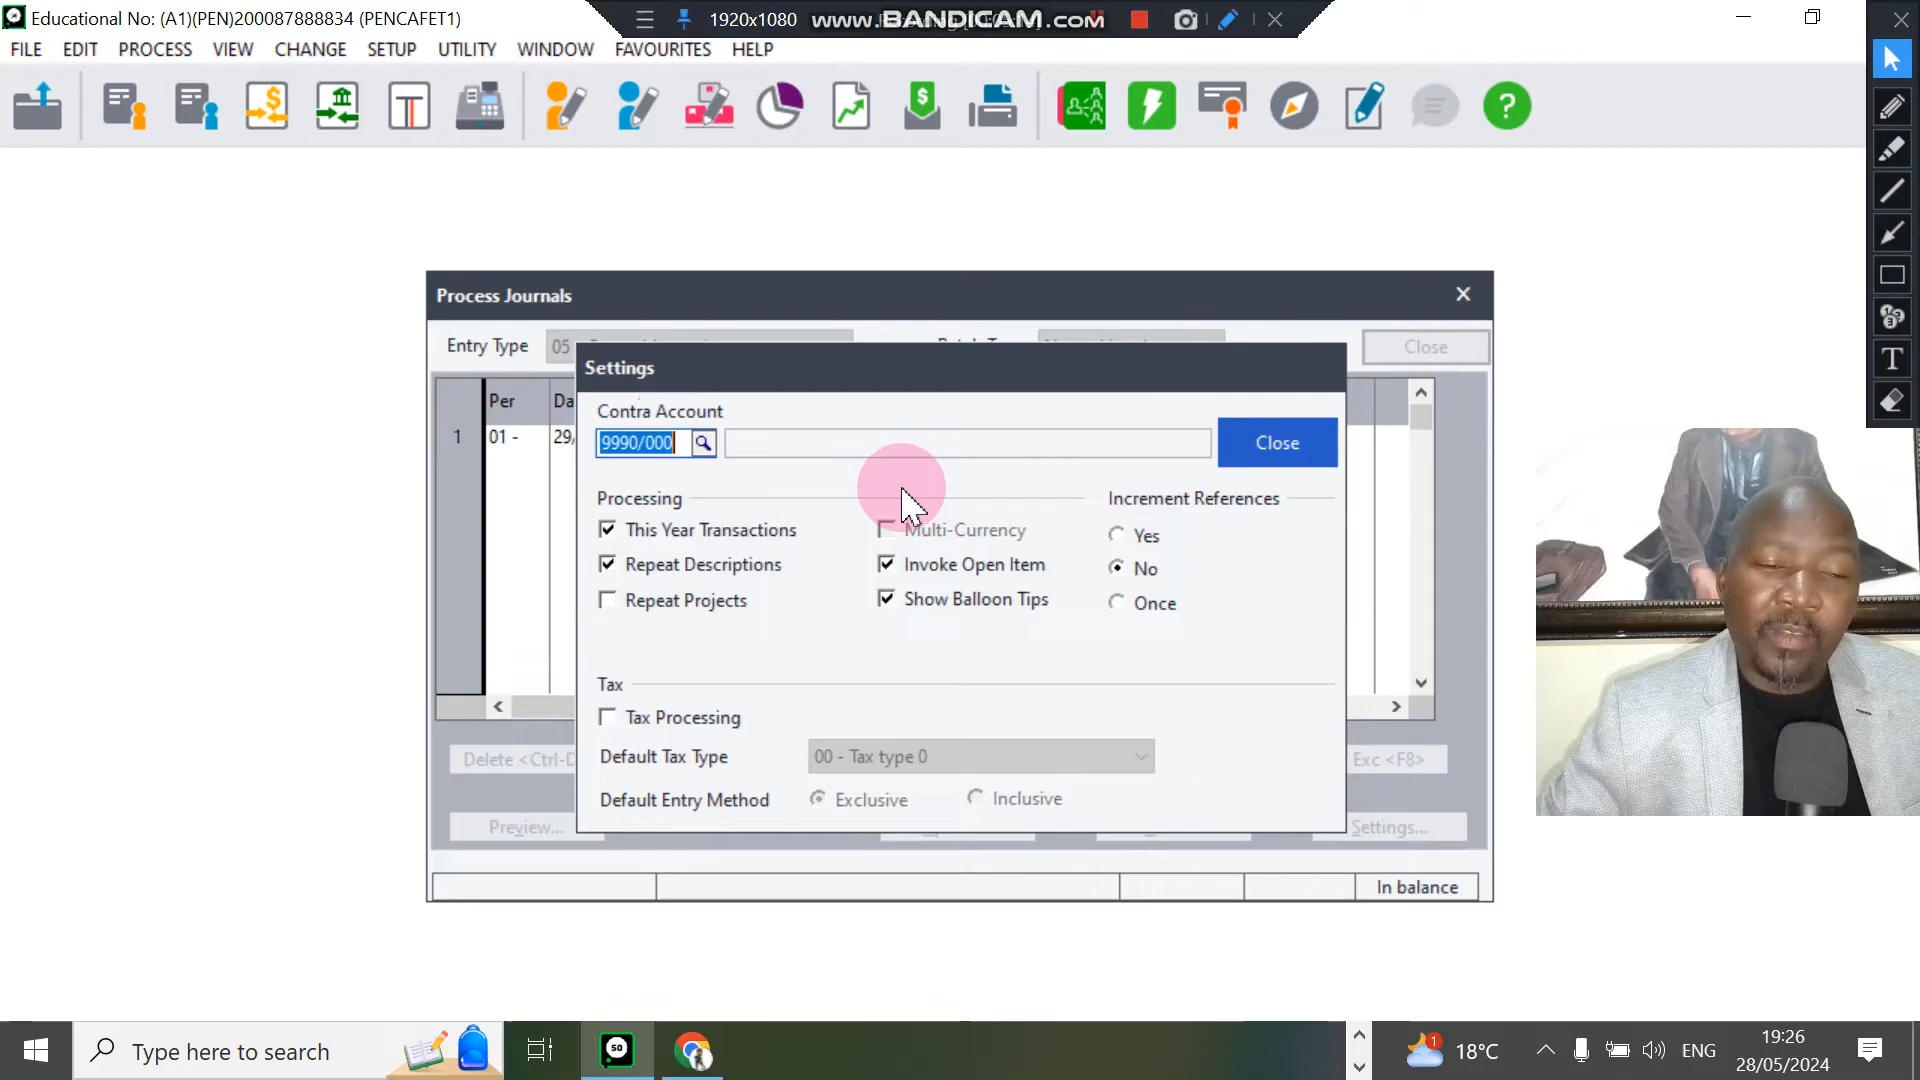 Educational No: (A1)(PEN)200087888834 (PENCAFET1)
1920x1080
www.BANDICAM.com
FILE EDIT PROCESS VIEW CHANGE SETUP UTILITY WINDOW FAVOURITES HELP
Process Journals
Entry Type
05
Close
Settings
Per
Da
1
01 -
29/
Contra Account
9990/000
Close
Processing
Increment References
This Year Transactions
Multi-Currency
Yes
Repeat Descriptions
Invoke Open Item
No
Repeat Projects
Show Balloon Tips
Once
Tax
Tax Processing
Default Tax Type
00 - Tax type 0
Default Entry Method
Exclusive
Inclusive
Delete <Ctrl-D
Exc <F8>
Preview...
Settings...
In balance
Type here to search
1
18°C
ENG
19:26
28/05/2024